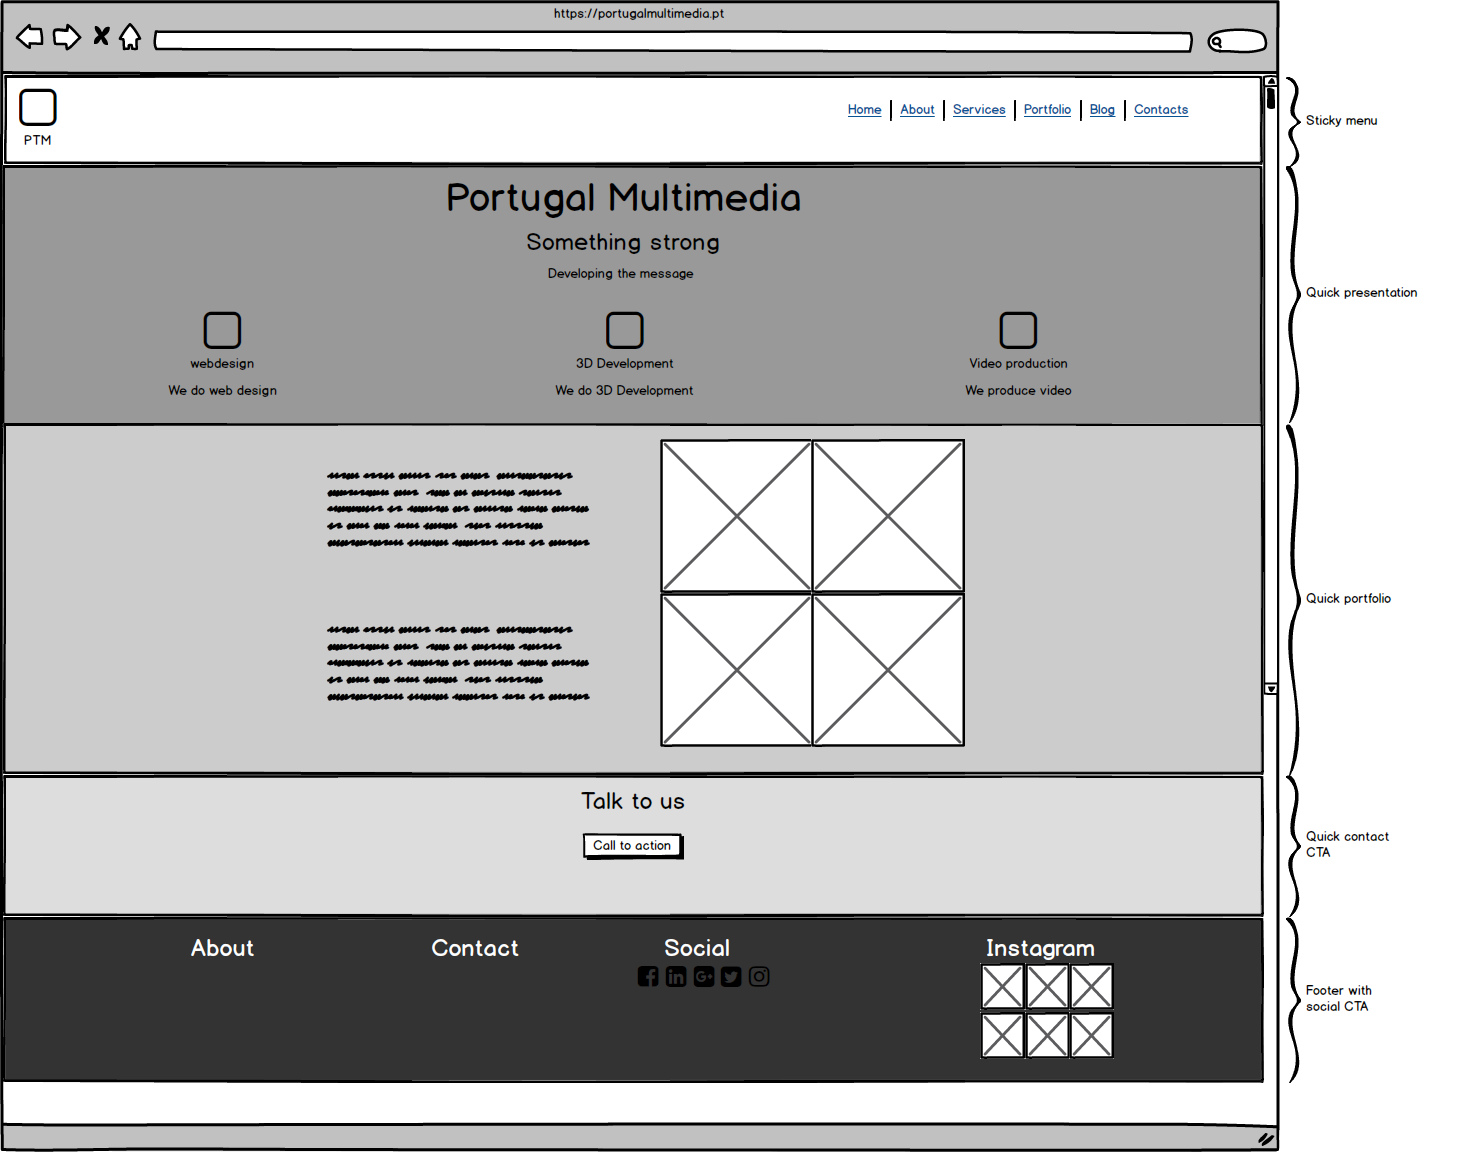 https://portugalmultimedia.pt
PTM
Home About Services Portfolio Blog Contacts
Sticky menu
Portugal Multimedia
Something strong
Developing the message
webdesign
We do web design
3D Development
We do 3D Development
Video production
We produce video
Quick presentation
Quick portfolio
Talk to us
Call to action
Quick contact
CTA
About
Contact
Social
Instagram
Footer with
social CTA